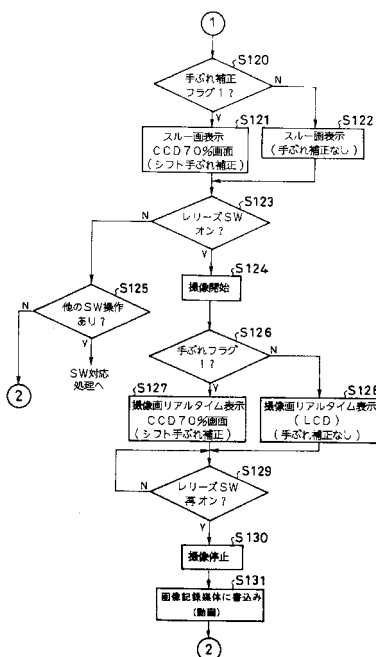 1
S120
手ぶれ補正
フラグ1?
N
Y
S121
スルー画表示
CCD70%画面
(シフト手ぶれ補正)
S122
スルー画表示
(手ぶれ補正なし)
S123
N
レリーズSW
オン?
Y
S124
撮像開始
S125
N
他のSW操作
あり?
Y
SW対応
処理へ
2
S126
手ぶれフラグ
1?
N
Y
S127
撮像画リアルタイム表示
CCD70%画面
(シフト手ぶれ補正)
S128
撮像画リアルタイム表示
(LCD)
(手ぶれ補正なし)
S129
N
レリーズSW
再オン?
Y
S130
撮像停止
S131
画像記録媒体に書込み
(動画)
2